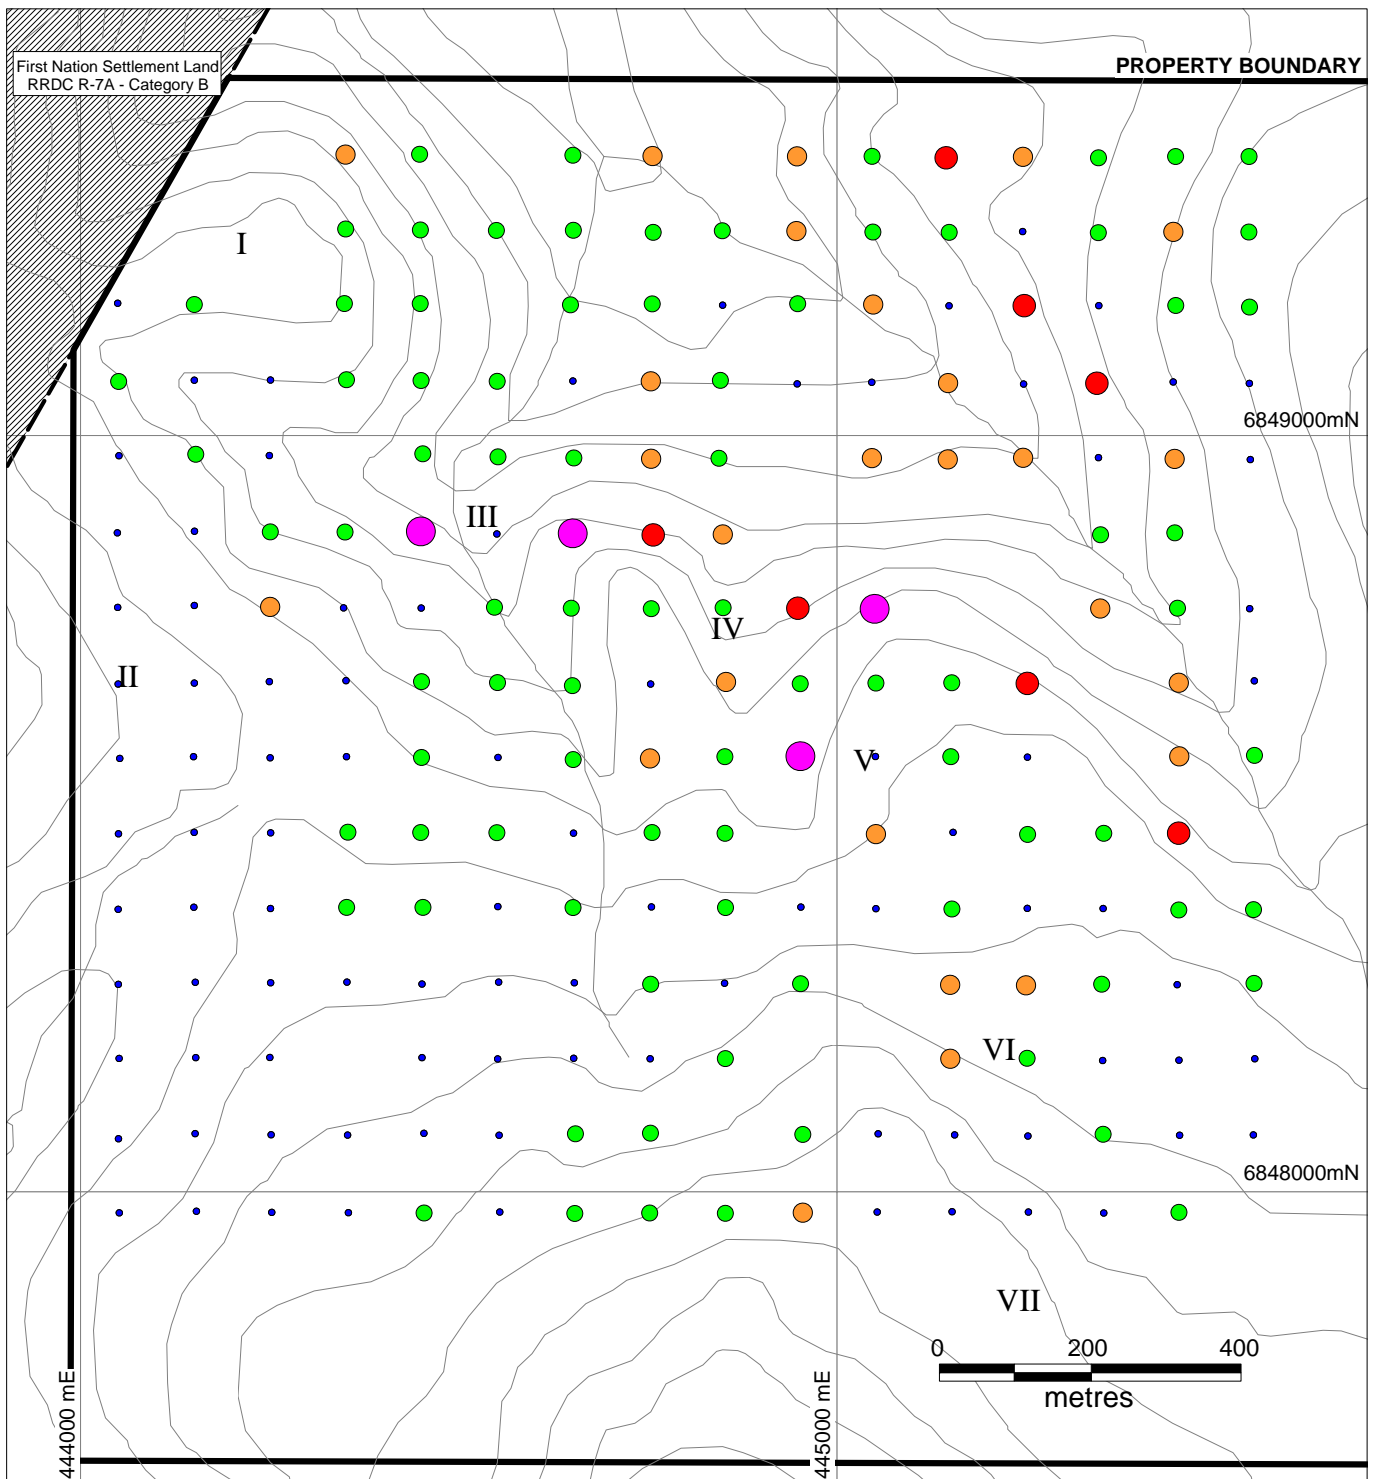 First Nation Settlement Land
RRDC R-7A - Category B
PROPERTY BOUNDARY
I
6849000mN
III
IV
II
V
VI
6848000mN
VII
0 200 400
metres
444000 mE
445000 mE